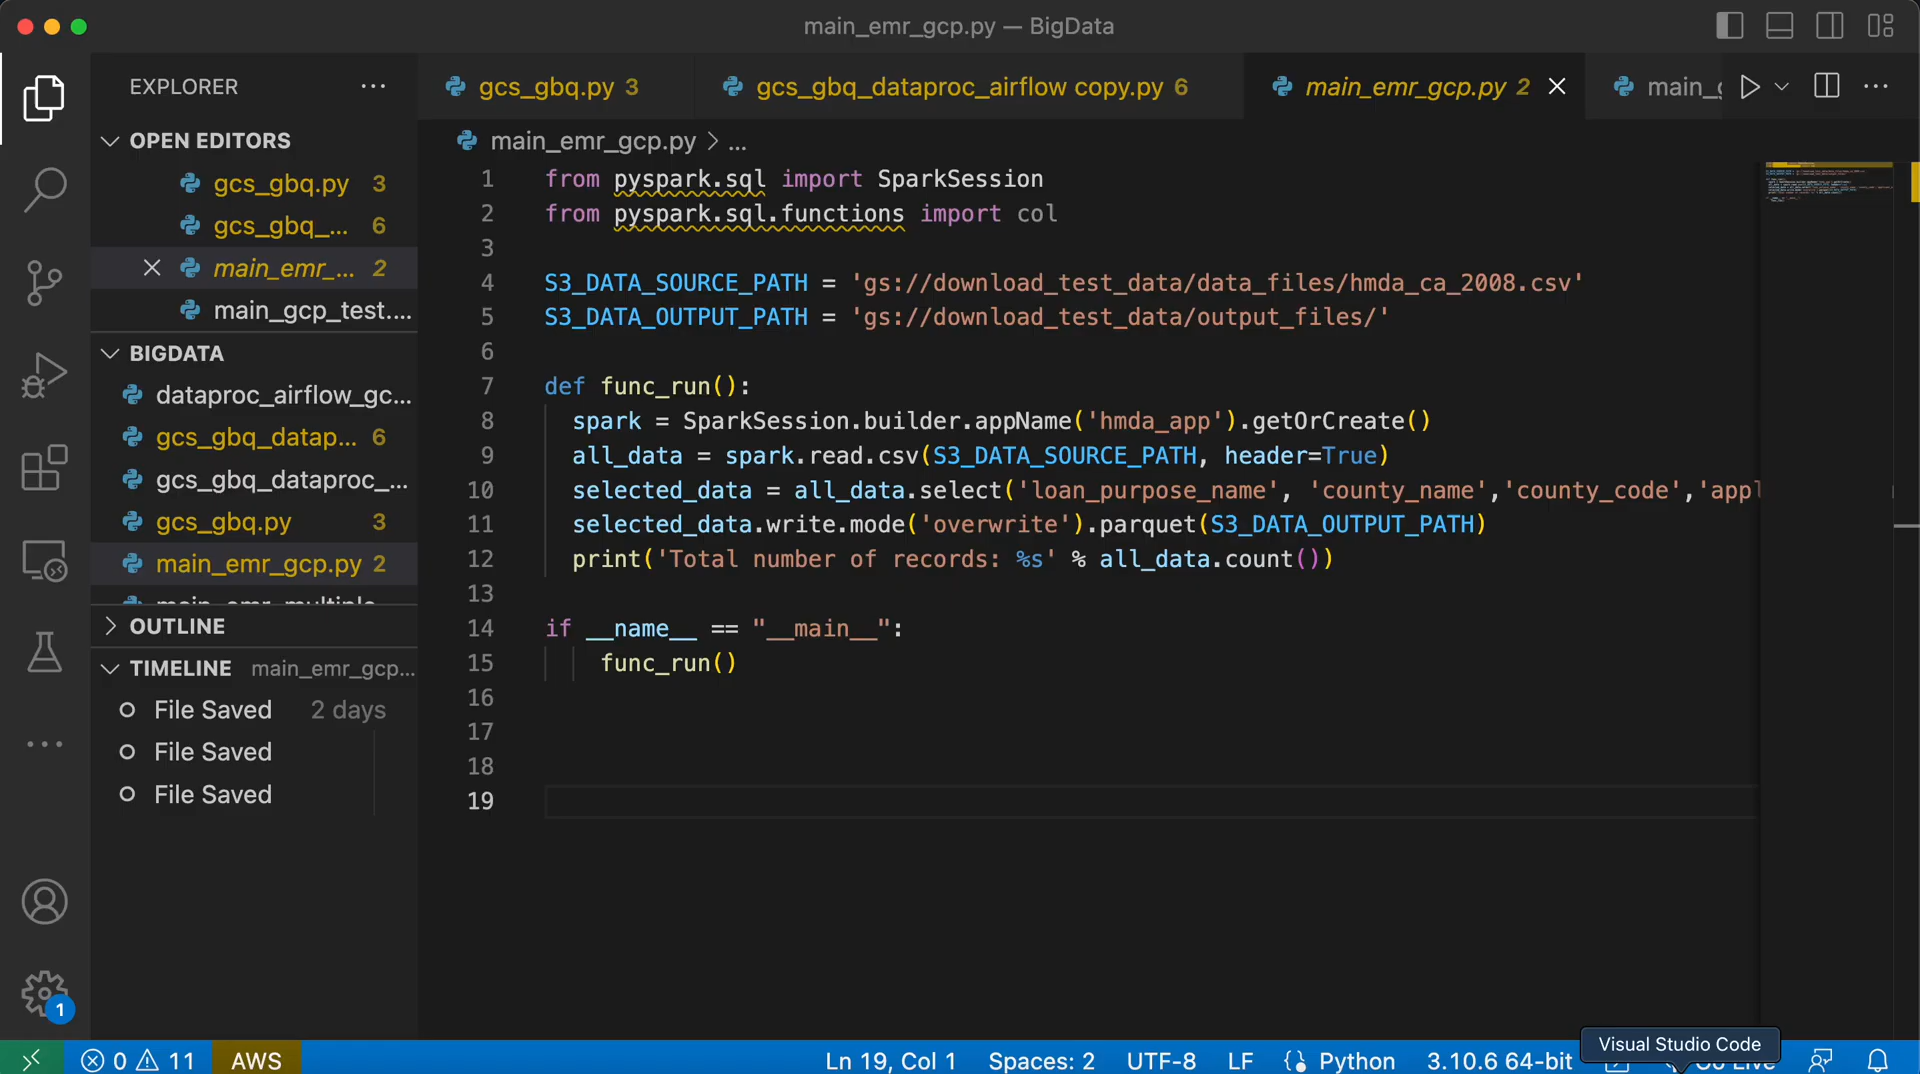 main_emr_gcp.py — BigData
EXPLORER
gcs_gbq.py 3
gcs_gbq_dataproc_airflow copy.py 6
main_emr_gcp.py 2
OPEN EDITORS
gcs_gbq.py 3
gcs_gbq_... 6
main_emr_... 2
main_gcp_test....
BIGDATA
dataproc_airflow_gc...
gcs_gbq_datap... 6
gcs_gbq_dataproc_...
gcs_gbq.py 3
main_emr_gcp.py 2
OUTLINE
TIMELINE main_emr_gcp...
File Saved 2 days
File Saved
File Saved
1
main_emr_gcp.py > ...
1 from pyspark.sql import SparkSession
2 from pyspark.sql.functions import col
3
4 S3_DATA_SOURCE_PATH = 'gs://download_test_data/data_files/hmda_ca_2008.csv'
5 S3_DATA_OUTPUT_PATH = 'gs://download_test_data/output_files/'
6
7 def func_run():
8 spark = SparkSession.builder.appName('hmda_app').getOrCreate()
9 all_data = spark.read.csv(S3_DATA_SOURCE_PATH, header=True)
10 selected_data = all_data.select('loan_purpose_name', 'county_name','county_code','appl
11 selected_data.write.mode('overwrite').parquet(S3_DATA_OUTPUT_PATH)
12 print('Total number of records: %s' % all_data.count())
13
14 if __name__ == "__main__":
15 func_run()
16
17
18
19
0 11 AWS
Ln 19, Col 1 Spaces: 2 UTF-8 LF Python 3.10.6 64-bit
Visual Studio Code